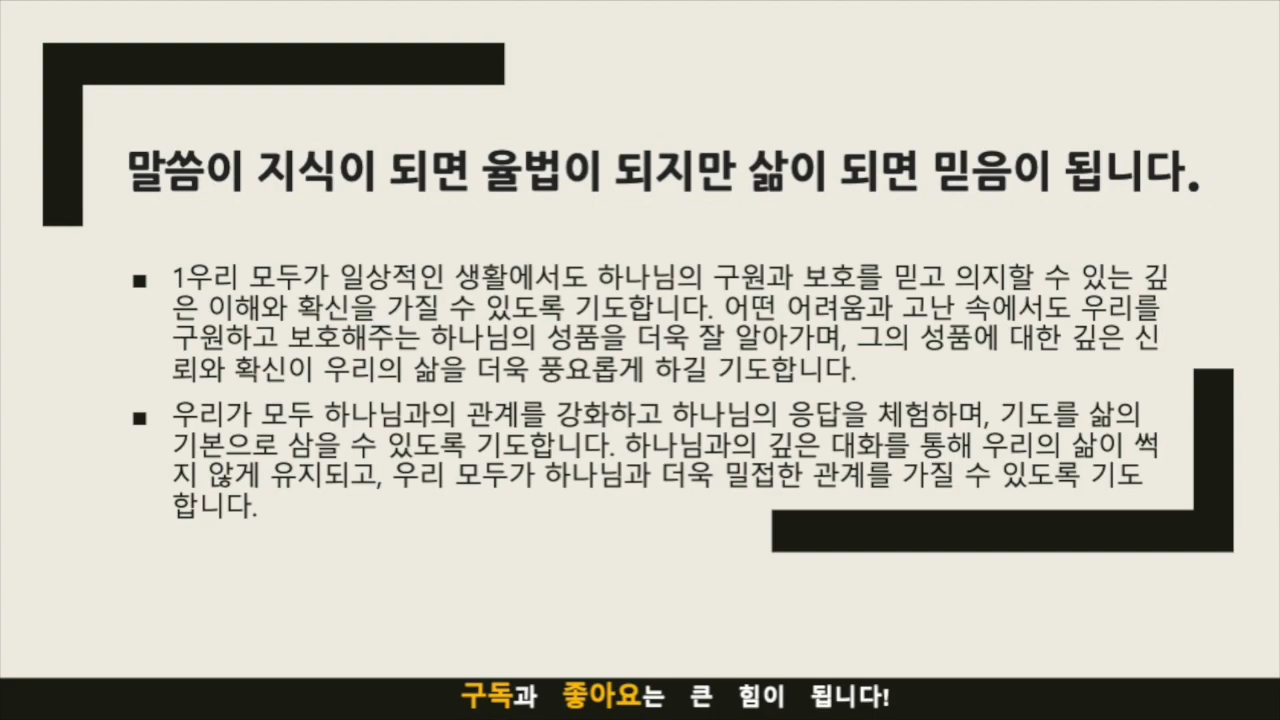 말씀이 지식이 되면 율법이 되지만 삶이 되면 믿음이 됩니다.
■ 1우리 모두가 일상적인 생활에서도 하나님의 구원과 보호를 믿고 의지할 수 있는 깊
은 이해와 확신을 가질 수 있도록 기도합니다. 어떤 어려움과 고난 속에서도 우리를
구원하고 보호해주는 하나님의 성품을 더욱 잘 알아가며, 그의 성품에 대한 깊은 신
뢰와 확신이 우리의 삶을 더욱 풍요롭게 하길 기도합니다.
■ 우리가 모두 하나님과의 관계를 강화하고 하나님의 응답을 체험하며, 기도를 삶의
기본으로 삼을 수 있도록 기도합니다. 하나님과의 깊은 대화를 통해 우리의 삶이 썩
지 않게 유지되고, 우리 모두가 하나님과 더욱 밀접한 관계를 가질 수 있도록 기도
합니다.
구독과 좋아요는 큰 힘이 됩니다!